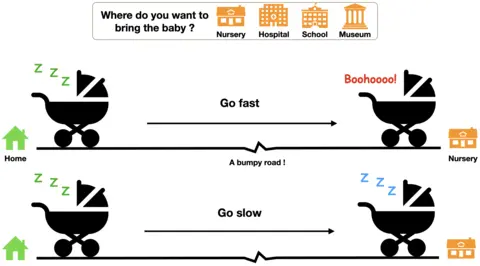 Where do you want to
bring the baby ?
Nursery Hospital School Museum
z z z
Boohoooo!
Go fast
Home
A bumpy road !
Nursery
z z z
z z z
Go slow